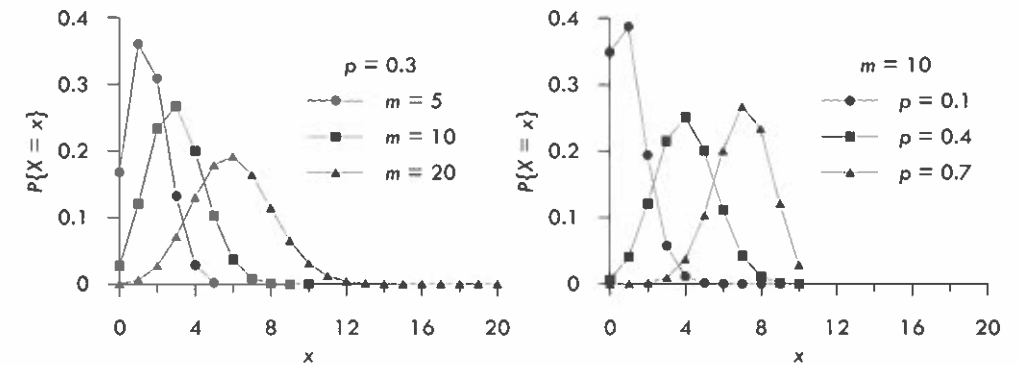 0.4
0.3
0.2
0.1
0
P{X = x}
p = 0.3
m = 5
m = 10
m = 20
0 4 8 12 16 20
x
0.4
0.3
0.2
0.1
0
P{X = x}
m = 10
p = 0.1
p = 0.4
p = 0.7
0 4 8 12 16 20
x